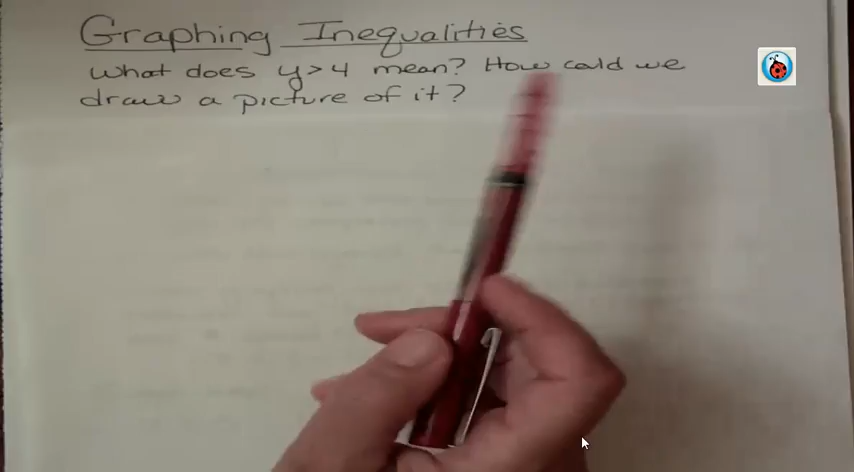 Graphing Inequalities
What does y > 4 mean? How could we
draw a picture of it?